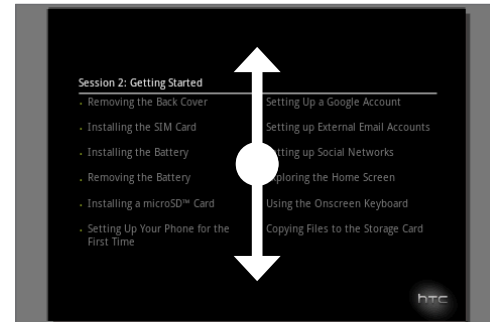 Session 2: Getting Started
Removing the Back Cover
Installing the SIM Card
Installing the Battery
Removing the Battery
Installing a microSD™ Card
Setting Up Your Phone for the
First Time
Setting Up a Google Account
Setting up External Email Accounts
up Social Networks
the Home Screen
Using the Onscreen Keyboard
Copying Files to the Storage Card
hTC